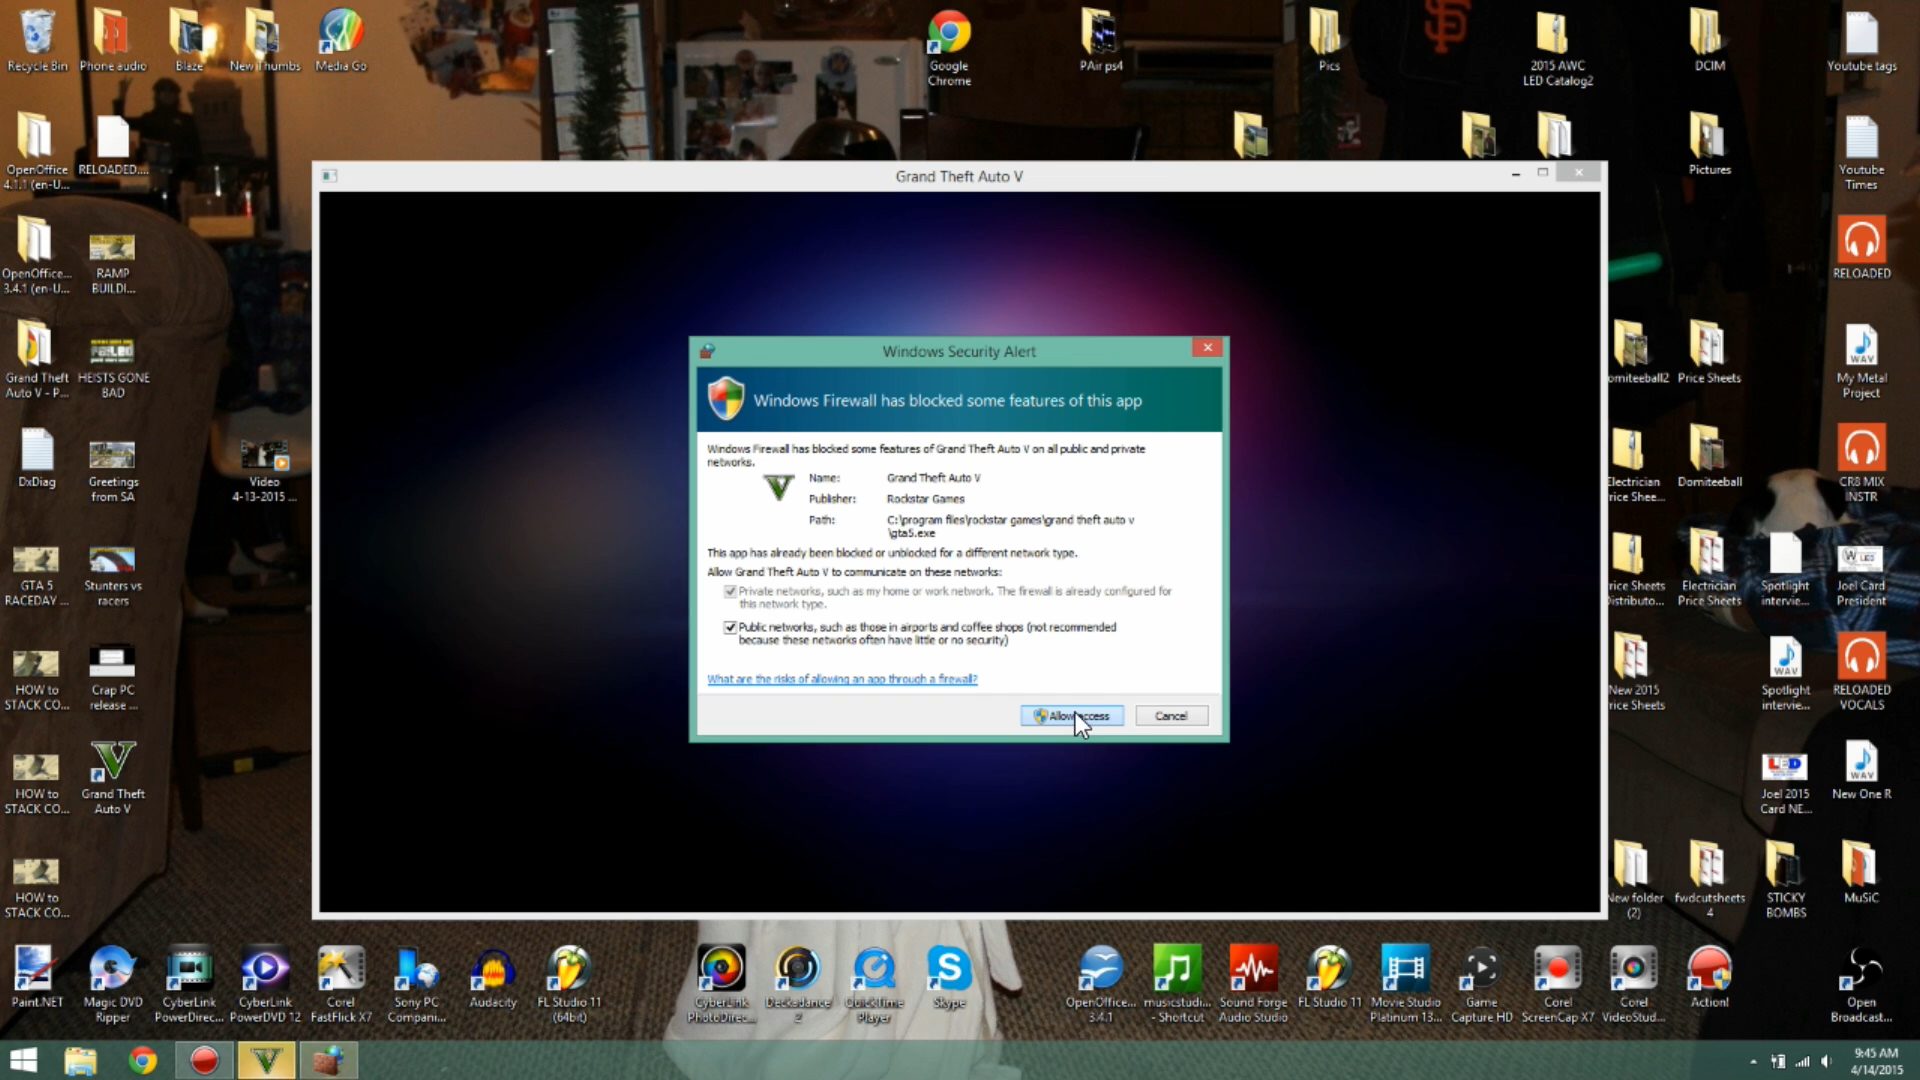 Recycle Bin
Phone audio
Blaze
New Thumbs
Media Go
Google
Chrome
PAir ps4
Pics
2015 AWC
LED Catalog2
DCIM
Youtube tags
OpenOffice
4.1.1 (en-U...
RELOADED....
Pictures
Youtube
Times
Grand Theft Auto V
OpenOffice...
3.4.1 (en-U...
RAMP
BUILDI...
RELOADED
Grand Theft
Auto V - P...
HEISTS GONE
BAD
omiteeball2
Price Sheets
WAV
My Metal
Project
Windows Security Alert
Windows Firewall has blocked some features of this app
Windows Firewall has blocked some features of Grand Theft Auto V on all public and private
networks.
Name:
Grand Theft Auto V
Publisher:
Rockstar Games
Path:
C:\program files\rockstar games\grand theft auto v
\gta5.exe
This app has already been blocked or unblocked for a different network type.
Allow Grand Theft Auto V to communicate on these networks:
Private networks, such as my home or work network. The firewall is already configured for
this network type.
Public networks, such as those in airports and coffee shops (not recommended
because these networks often have little or no security)
What are the risks of allowing an app through a firewall?
Allow access
Cancel
DxDiag
Greetings
from SA
Video
4-13-2015 ...
Electrician
rice Shee...
Domiteeball
CR8 MIX
INSTR
GTA 5
RACEDAY ...
Stunters vs
racers
rice Sheets
Distributo...
Electrician
Price Sheets
Spotlight
intervie...
Joel Card
President
HOW to
STACK CO...
Crap PC
release ...
New 2015
rice Sheets
WAV
Spotlight
intervie...
RELOADED
VOCALS
HOW to
STACK CO...
Grand Theft
Auto V
LED
Joel 2015
Card NE...
WAV
New One R
HOW to
STACK CO...
New folder
(2)
fwdcutsheets
4
STICKY
BOMBS
MuSiC
Paint.NET
Magic DVD
Ripper
CyberLink
PowerDirec...
CyberLink
PowerDVD 12
Corel
FastFlick X7
Sony PC
Compani...
Audacity
FL Studio 11
(64bit)
CyberLink
PhotoDirec...
Deckadance
2
QuickTime
Player
Skype
OpenOffice...
3.4.1
musicstudi...
- Shortcut
Sound Forge
Audio Studio
FL Studio 11
Movie Studio
Platinum 13...
Game
Capture HD
Corel
ScreenCap X7
Corel
VideoStud...
Action!
Open
Broadcast...
9:45 AM
4/14/2015